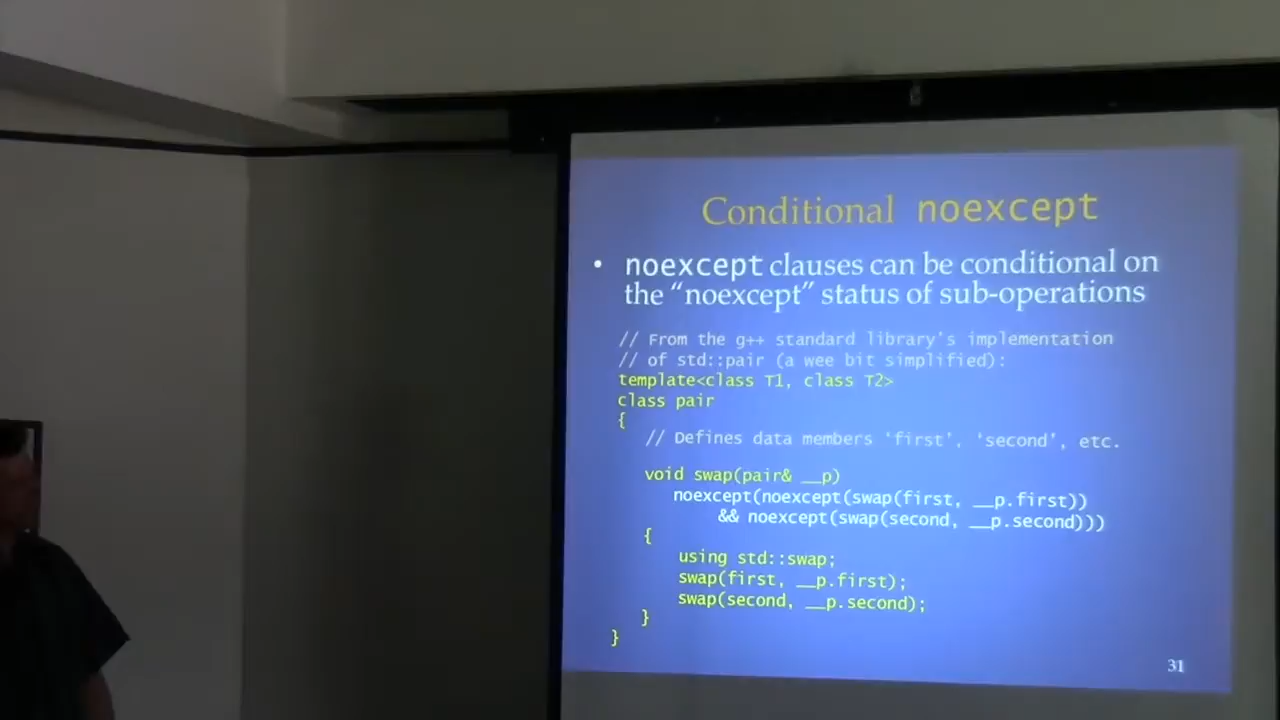 Conditional noexcept
• noexcept clauses can be conditional on
the “noexcept” status of sub-operations
// From the g++ standard library's implementation
// of std::pair (a wee bit simplified):
template<class T1, class T2>
class pair
{
// Defines data members ‘first’, ‘second’, etc.
void swap(pair& __p)
noexcept(noexcept(swap(first, __p.first))
&& noexcept(swap(second, __p.second)))
{
using std::swap;
swap(first, __p.first);
swap(second, __p.second);
}
}
31